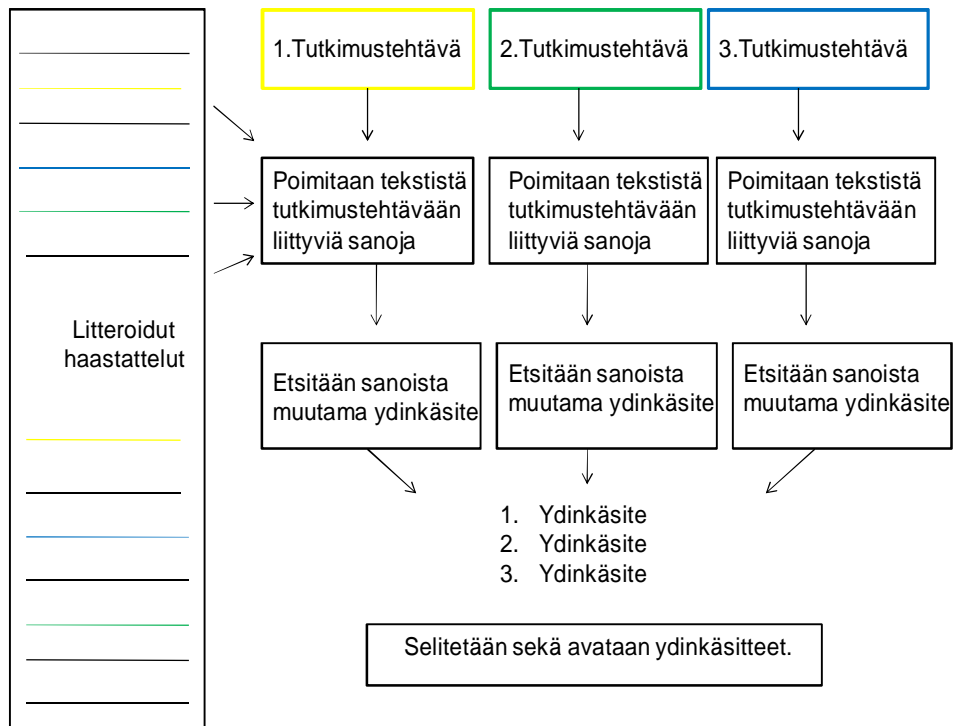 1.Tutkimustehtävä
2.Tutkimustehtävä
3.Tutkimustehtävä
Poimitaan tekstistä
tutkimustehtävään
liittyviä sanoja
Poimitaan tekstistä
tutkimustehtävään
liittyviä sanoja
Poimitaan tekstistä
tutkimustehtävään
liittyviä sanoja
Litteroidut
haastattelut
Etsitään sanoista
muutama ydinkäsite
Etsitään sanoista
muutama ydinkäsite
Etsitään sanoista
muutama ydinkäsite
1. Ydinkäsite
2. Ydinkäsite
3. Ydinkäsite
Selitetään sekä avataan ydinkäsitteet.